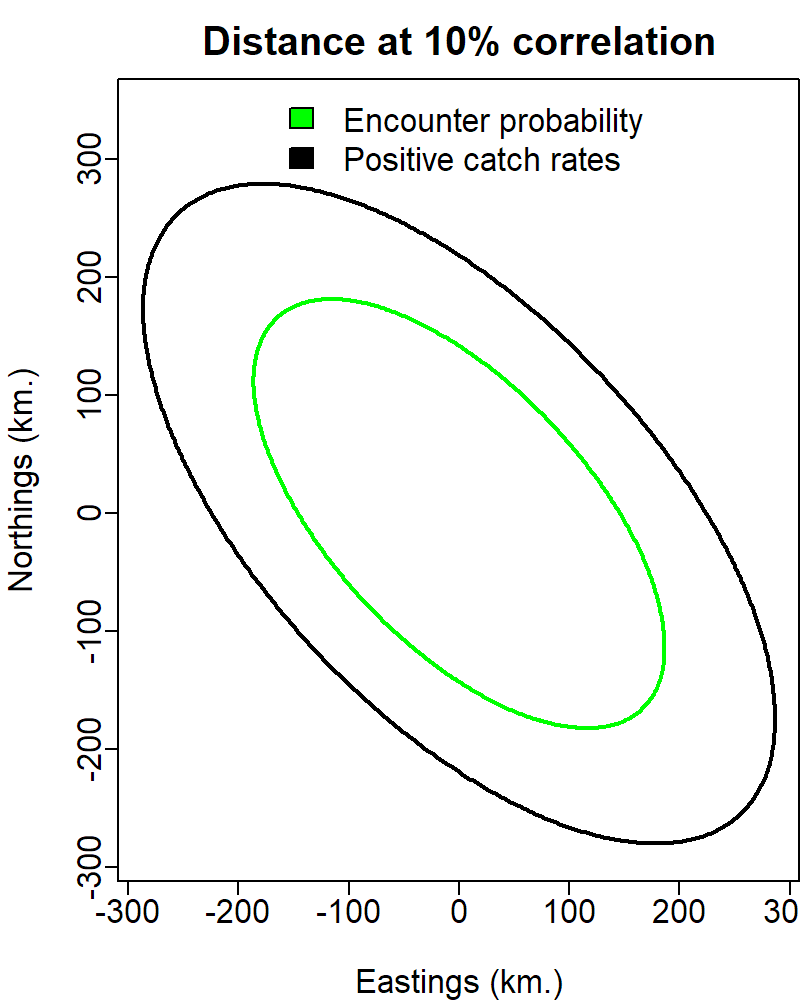 Distance at 10% correlation
Encounter probability
Positive catch rates
300
200
100
0
-100
-200
-300
Northings (km.)
-300 -200 -100 0 100 200 30
Eastings (km.)